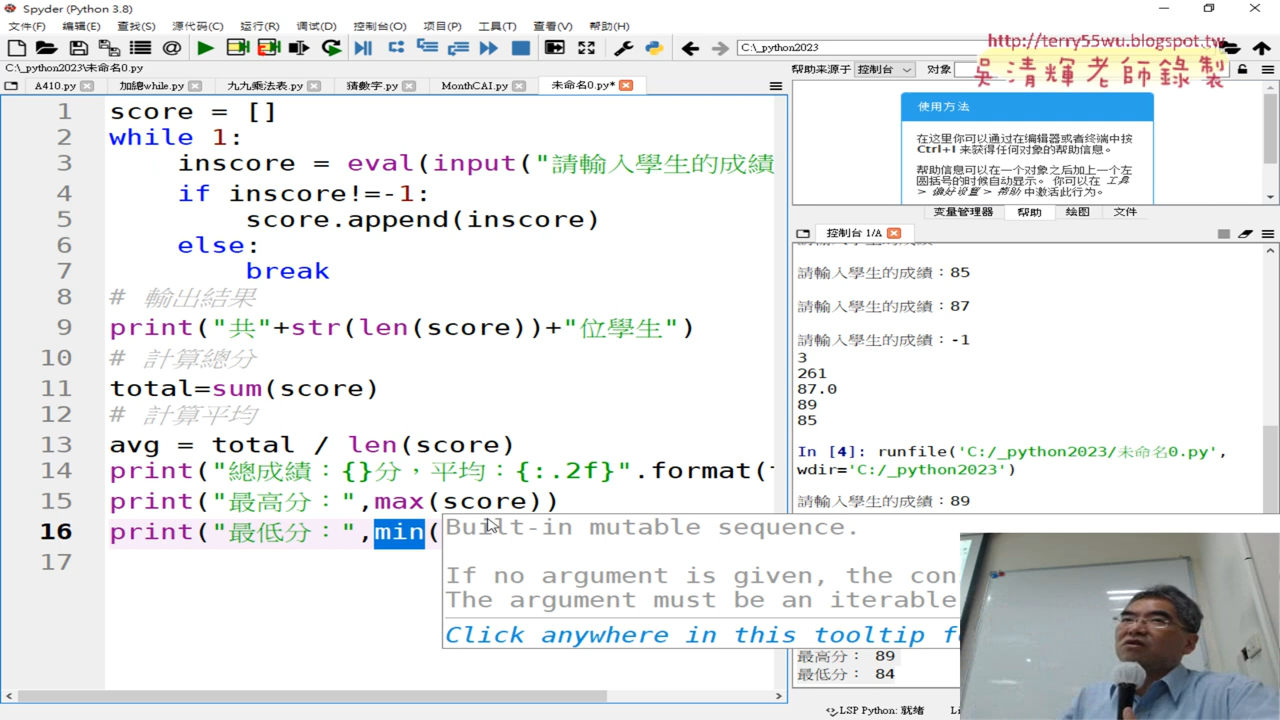 Spyder (Python 3.8)
文件(F) 编辑(E) 查找(S) 源代码(C) 运行(R) 调试(D) 控制台(O) 项目(P) 工具(T) 查看(V) 帮助(H)
C:\_python2023
http://terry55wu.blogspot.tw
吳清輝老師錄製
C:\_python2023\未命名0.py
帮助来源于 控制台 对象
A410.py 加總while.py 九九乘法表.py 猜數字.py MonthCAI.py 未命名0.py*
使用方法
在这里你可以通过在编辑器或者终端中按
Ctrl+I 来获得任何对象的帮助信息。
帮助信息可以在一个对象之后加上一个左
圆括号的时候自动显示。 你可以在 工具
> 偏好设置 > 帮助 中激活此行为。
变量管理器 帮助 绘图 文件
控制台 1/A
1 score = []
2 while 1:
3 inscore = eval(input("請輸入學生的成績
4 if inscore!=-1:
5 score.append(inscore)
6 else:
7 break
8 # 輸出結果
9 print("共"+str(len(score))+"位學生")
10 # 計算總分
11 total=sum(score)
12 # 計算平均
13 avg = total / len(score)
14 print("總成績：{}分，平均：{:.2f}".format(
15 print("最高分：",max(score))
16 print("最低分：",min(
17
Built-in mutable sequence.
If no argument is given, the con
The argument must be an iterable
Click anywhere in this tooltip f
請輸入學生的成績：85
請輸入學生的成績：87
請輸入學生的成績：-1
3
261
87.0
89
85
In [4]: runfile('C:/_python2023/未命名0.py',
wdir='C:/_python2023')
請輸入學生的成績：89
最高分： 89
最低分： 84
LSP Python: 就绪